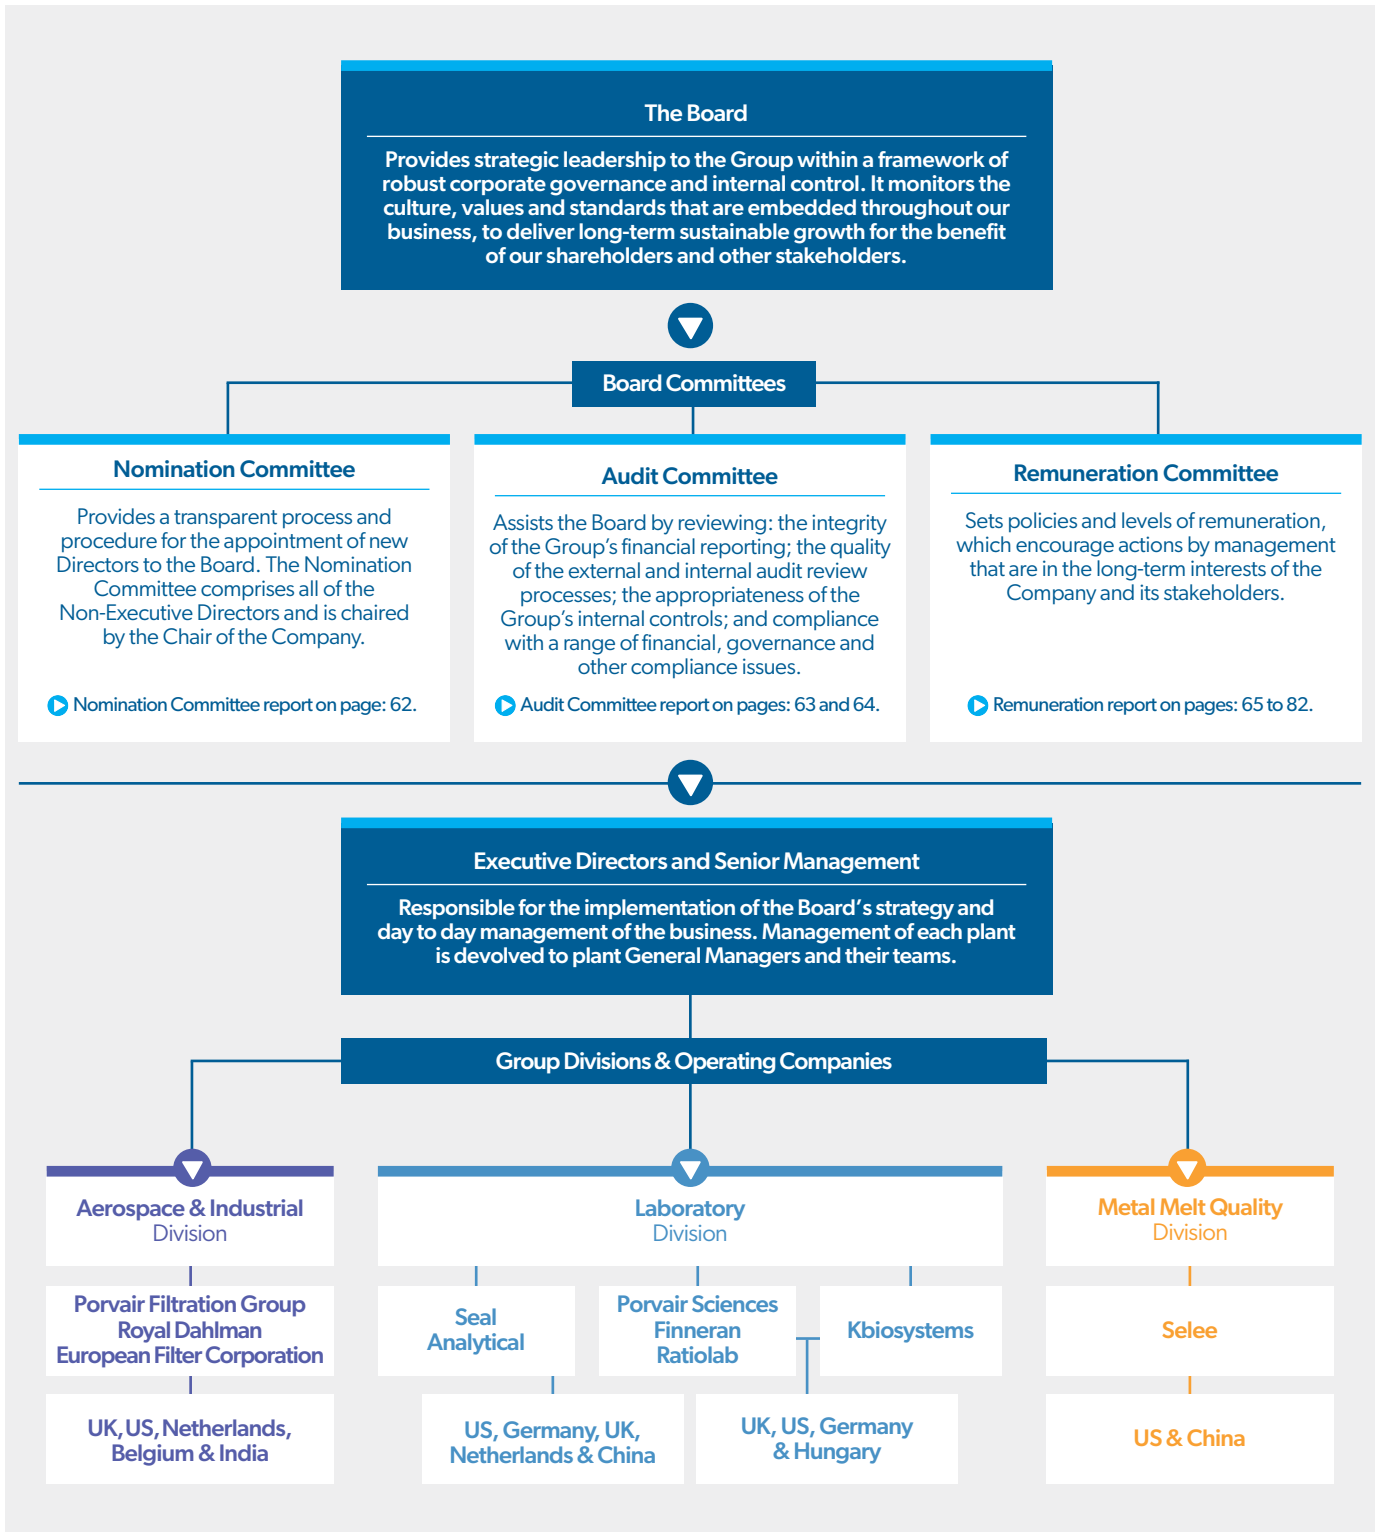 The Board
Provides strategic leadership to the Group within a framework of
robust corporate governance and internal control. It monitors the
culture, values and standards that are embedded throughout our
business, to deliver long-term sustainable growth for the benefit
of our shareholders and other stakeholders.
Board Committees
Nomination Committee
Provides a transparent process and
procedure for the appointment of new
Directors to the Board. The Nomination
Committee comprises all of the
Non-Executive Directors and is chaired
by the Chair of the Company.
Nomination Committee report on page: 62.
Audit Committee
Assists the Board by reviewing: the integrity
of the Group's financial reporting; the quality
of the external and internal audit review
processes; the appropriateness of the
Group's internal controls; and compliance
with a range of financial, governance and
other compliance issues.
Audit Committee report on pages: 63 and 64.
Remuneration Committee
Sets policies and levels of remuneration,
which encourage actions by management
that are in the long-term interests of the
Company and its stakeholders.
Remuneration report on pages: 65 to 82.
Executive Directors and Senior Management
Responsible for the implementation of the Board's strategy and
day to day management of the business. Management of each plant
is devolved to plant General Managers and their teams.
Group Divisions & Operating Companies
Aerospace & Industrial
Division
Porvair Filtration Group
Royal Dahlman
European Filter Corporation
UK, US, Netherlands,
Belgium & India
Laboratory
Division
Seal
Analytical
Porvair Sciences
Finneran
Ratiolab
Kbiosystems
US, Germany, UK,
Netherlands & China
UK, US, Germany
& Hungary
Metal Melt Quality
Division
Selee
US & China